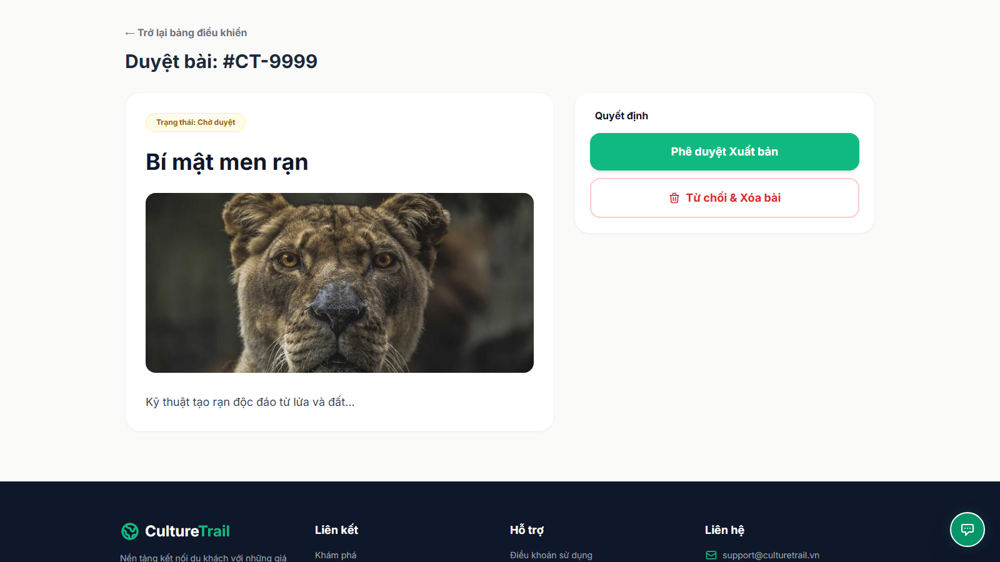 ← Trở lại bảng điều khiển
Duyệt bài: #CT-9999
Trạng thái: Chờ duyệt
Bí mật men rạn
Kỹ thuật tạo rạn độc đáo từ lửa và đất...
Quyết định
Phê duyệt Xuất bản
Từ chối & Xóa bài
CultureTrail
Nền tảng kết nối du khách với những giá
Liên kết
Khám phá
Hỗ trợ
Điều khoản sử dụng
Liên hệ
support@culturetrail.vn